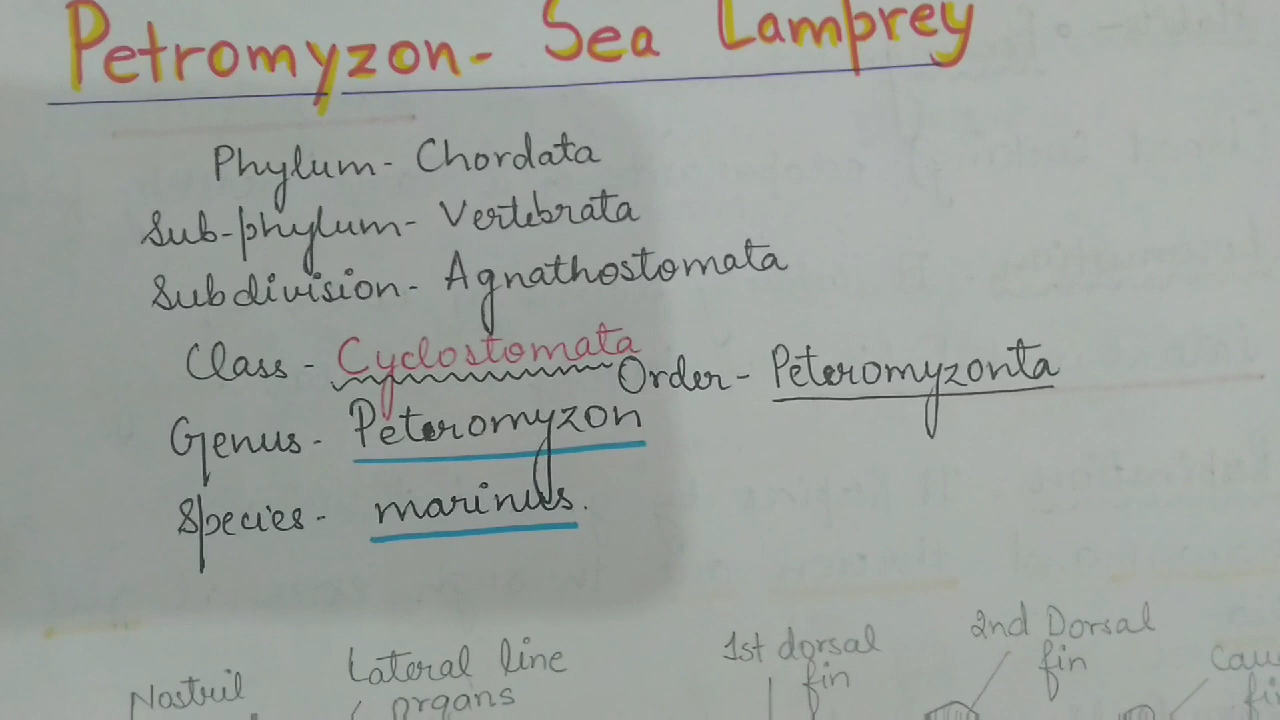 Petromyzon- Sea Lamprey
Phylum- Chordata
Sub-phylum- Vertebrata
Subdivision- Agnathostomata
Class- Cyclostomata
Order- Peteromyzonta
Genus- Peteromyzon
Species- marinus.
Nostril
Lateral line
organs
1st dorsal
fin
2nd Dorsal
fin